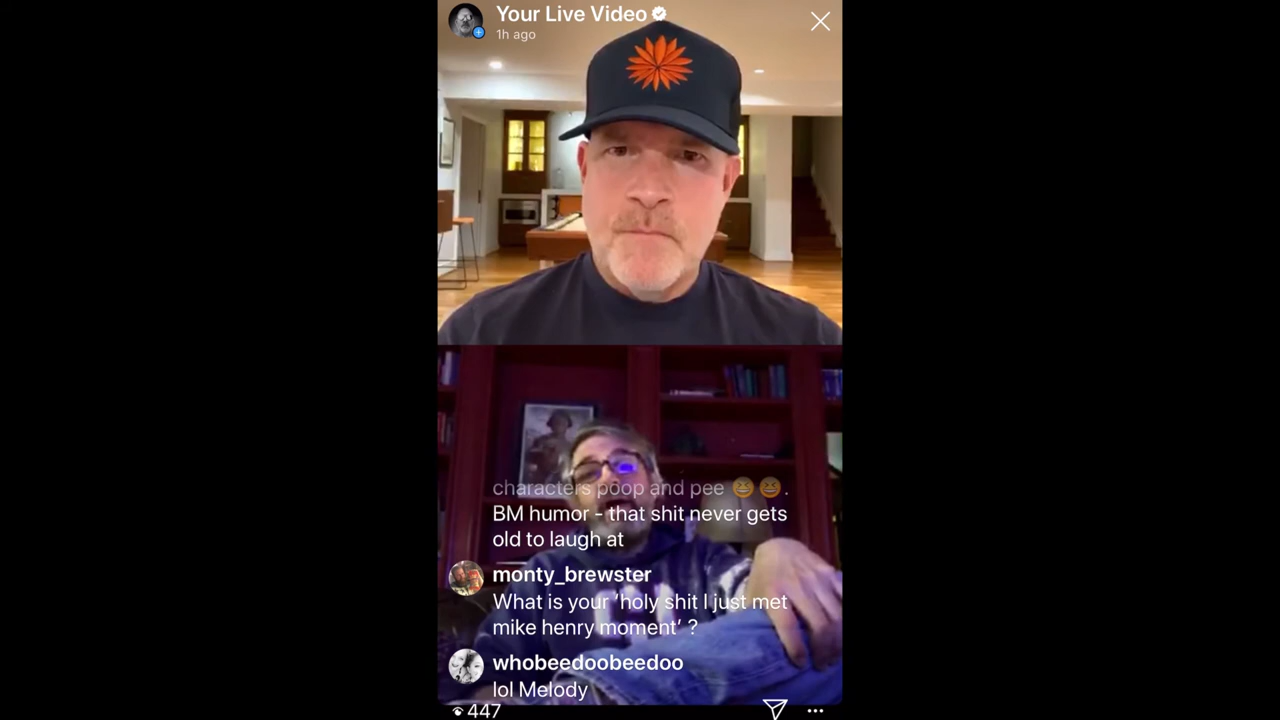 Your Live Video
1h ago
characters poop and pee 😆😆.
BM humor - that shit never gets
old to laugh at
monty_brewster
What is your 'holy shit I just met
mike henry moment' ?
whobeedoobeedoo
lol Melody
447